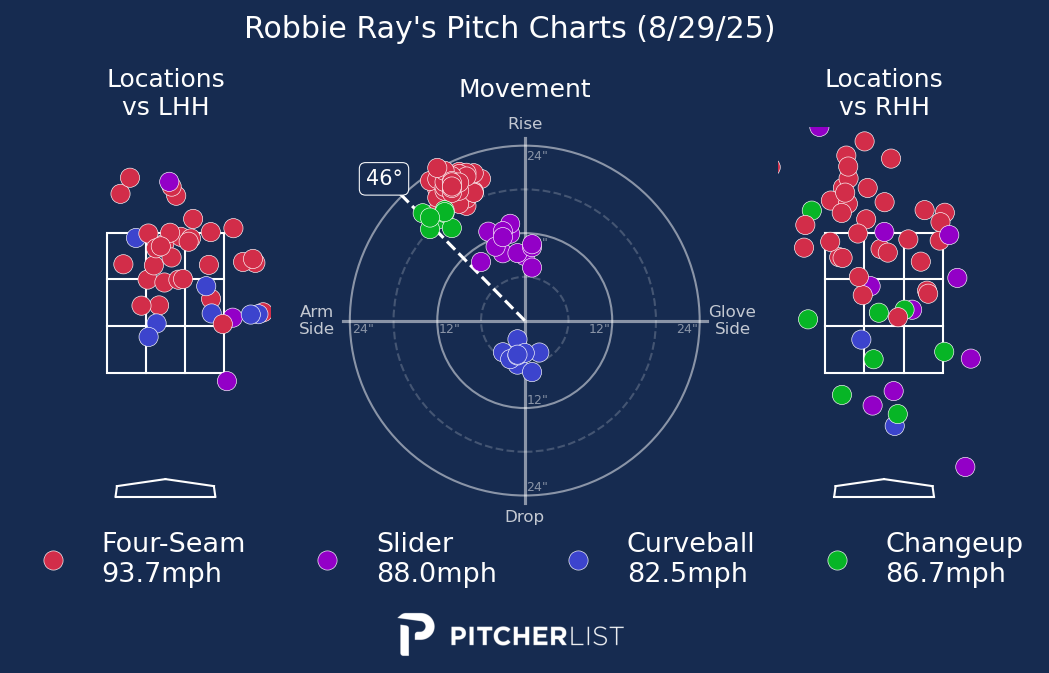 Robbie Ray's Pitch Charts (8/29/25)
Locations
vs LHH
Movement
Locations
vs RHH
Rise
24"
46°
Arm
Side
24"
12"
12"
24"
Glove
Side
12"
24"
Drop
Four-Seam
93.7mph
Slider
88.0mph
Curveball
82.5mph
Changeup
86.7mph
PITCHERLIST